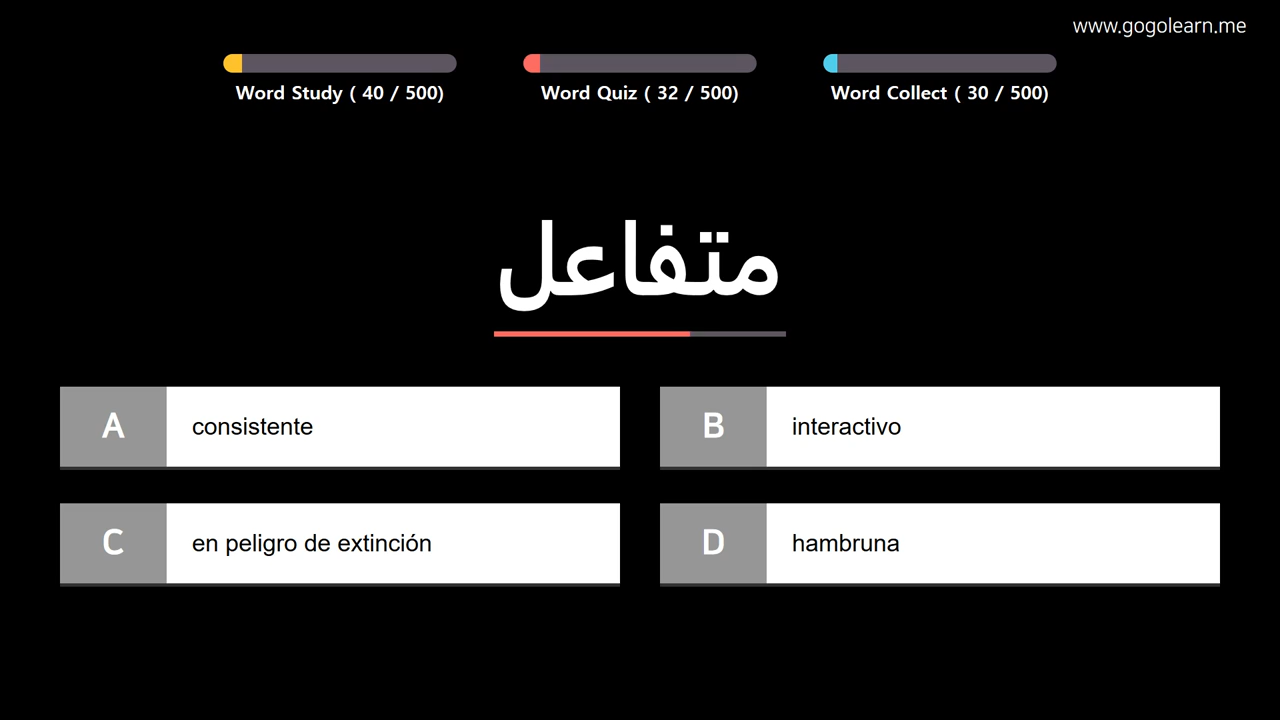 www.gogolearn.me
Word Study ( 40 / 500)
Word Quiz ( 32 / 500)
Word Collect ( 30 / 500)
متفاعل
A consistente
B interactivo
C en peligro de extinción
D hambruna